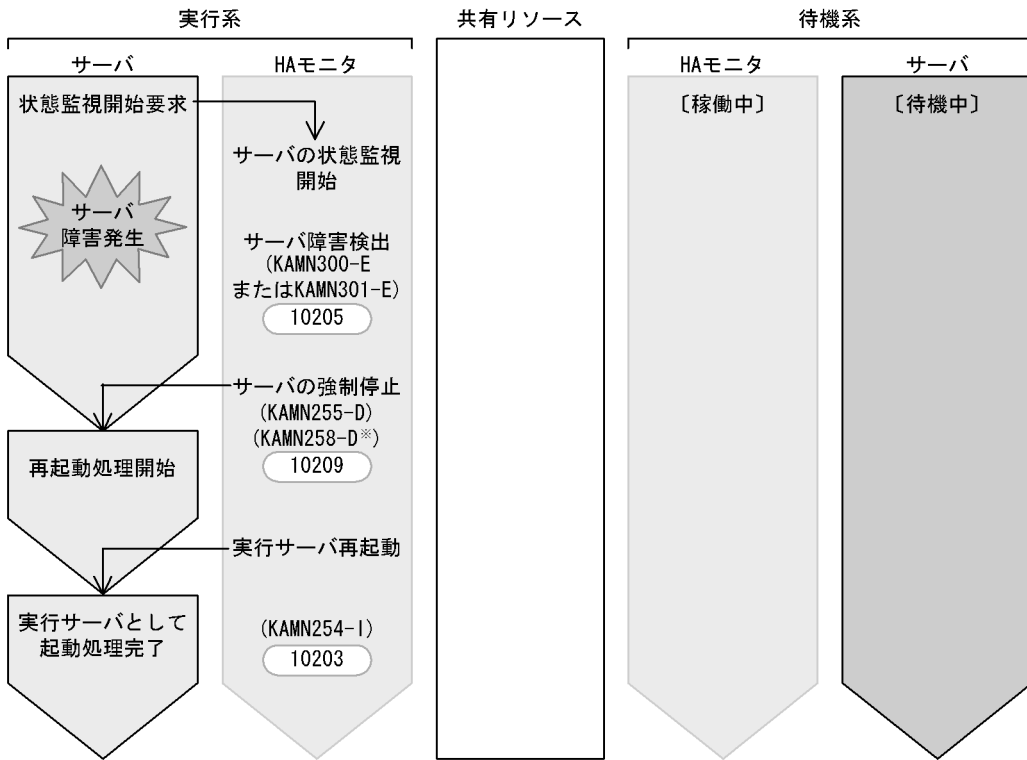 実行系
共有リソース
待機系
サーバ
HAモニタ
HAモニタ
サーバ
状態監視開始要求
〔稼働中〕
〔待機中〕
サーバの状態監視
開始
サーバ
障害発生
サーバ障害検出
(KAMN300-E
またはKAMN301-E)
10205
サーバの強制停止
(KAMN255-D)
(KAMN258-D※)
10209
再起動処理開始
実行サーバ再起動
実行サーバとして
起動処理完了
(KAMN254-I)
10203